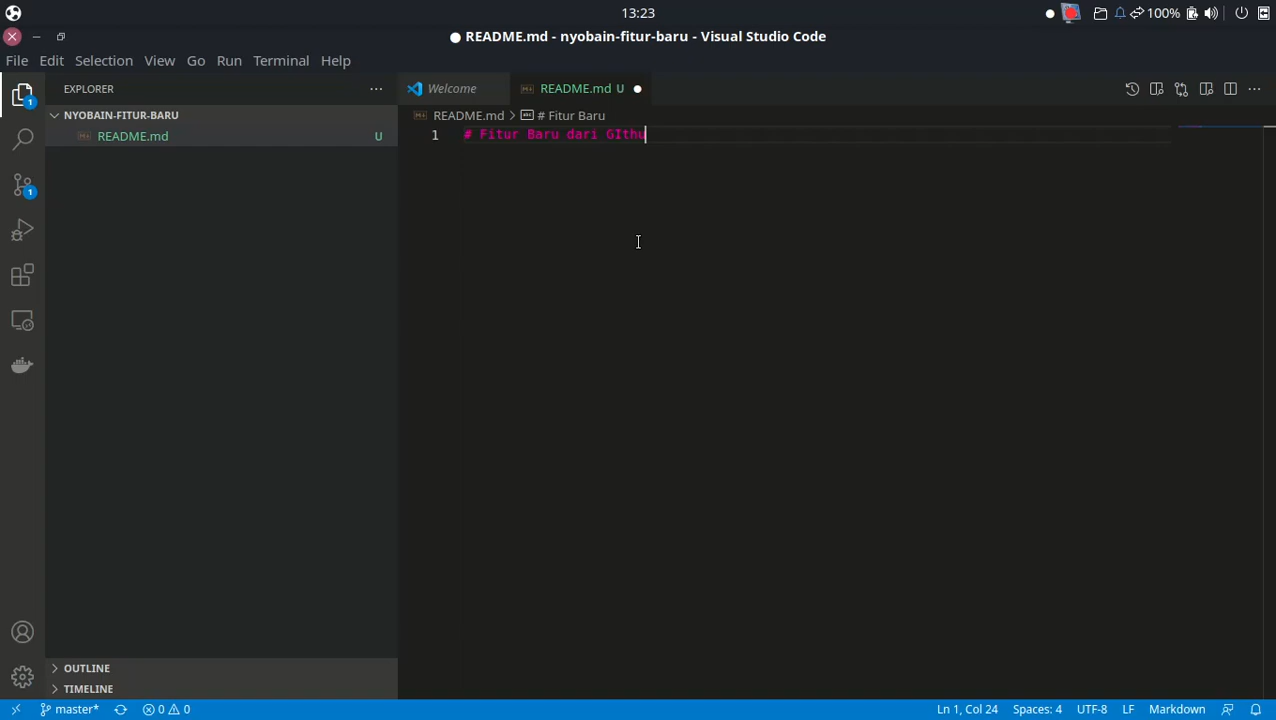 13:23
100%
README.md - nyobain-fitur-baru - Visual Studio Code
File Edit Selection View Go Run Terminal Help
EXPLORER
Welcome
README.md U
NYOBAIN-FITUR-BARU
README.md > # Fitur Baru
README.md U
1 # Fitur Baru dari GIthu
1
1
OUTLINE
TIMELINE
master* 0 0 Ln 1, Col 24 Spaces: 4 UTF-8 LF Markdown